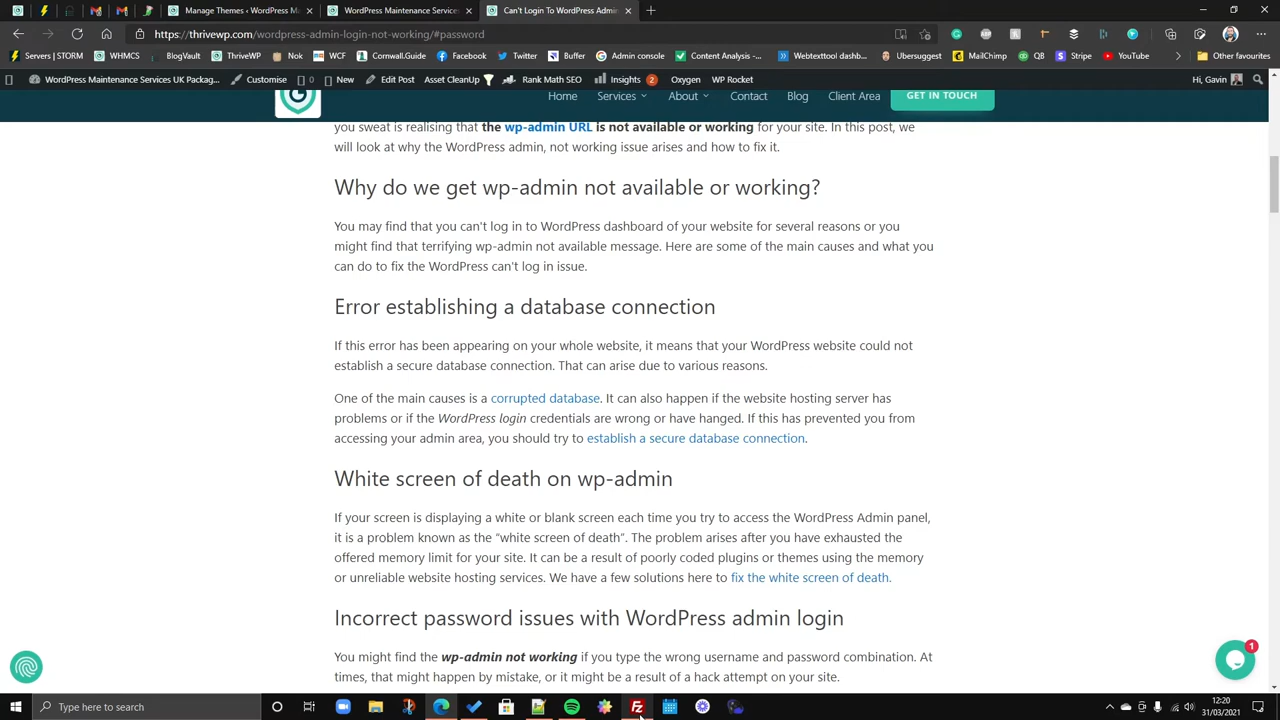 Manage Themes ‹ WordPress Ma
WordPress Maintenance Services
Can't Login To WordPress Admin
https://thrivewp.com/wordpress-admin-login-not-working/#password
Servers | STORM
WHMCS
BlogVault
ThriveWP
Nok
WCF
Cornwall.Guide
Facebook
Twitter
Buffer
Admin console
Content Analysis -...
Webtexttool dashb...
Ubersuggest
MailChimp
QB
Stripe
YouTube
Other favourites
WordPress Maintenance Services UK Packag...
Customise
0
New
Edit Post
Asset CleanUp
Rank Math SEO
Insights 2
Oxygen
WP Rocket
Hi, Gavin
Home
Services
About
Contact
Blog
Client Area
GET IN TOUCH
you sweat is realising that the wp-admin URL is not available or working for your site. In this post, we
will look at why the WordPress admin, not working issue arises and how to fix it.
Why do we get wp-admin not available or working?
You may find that you can't log in to WordPress dashboard of your website for several reasons or you
might find that terrifying wp-admin not available message. Here are some of the main causes and what you
can do to fix the WordPress can't log in issue.
Error establishing a database connection
If this error has been appearing on your whole website, it means that your WordPress website could not
establish a secure database connection. That can arise due to various reasons.
One of the main causes is a corrupted database. It can also happen if the website hosting server has
problems or if the WordPress login credentials are wrong or have hanged. If this has prevented you from
accessing your admin area, you should try to establish a secure database connection.
White screen of death on wp-admin
If your screen is displaying a white or blank screen each time you try to access the WordPress Admin panel,
it is a problem known as the “white screen of death”. The problem arises after you have exhausted the
offered memory limit for your site. It can be a result of poorly coded plugins or themes using the memory
or unreliable website hosting services. We have a few solutions here to fix the white screen of death.
Incorrect password issues with WordPress admin login
You might find the wp-admin not working if you type the wrong username and password combination. At
times, that might happen by mistake, or it might be a result of a hack attempt on your site.
1
Type here to search
12:20
31/03/2021